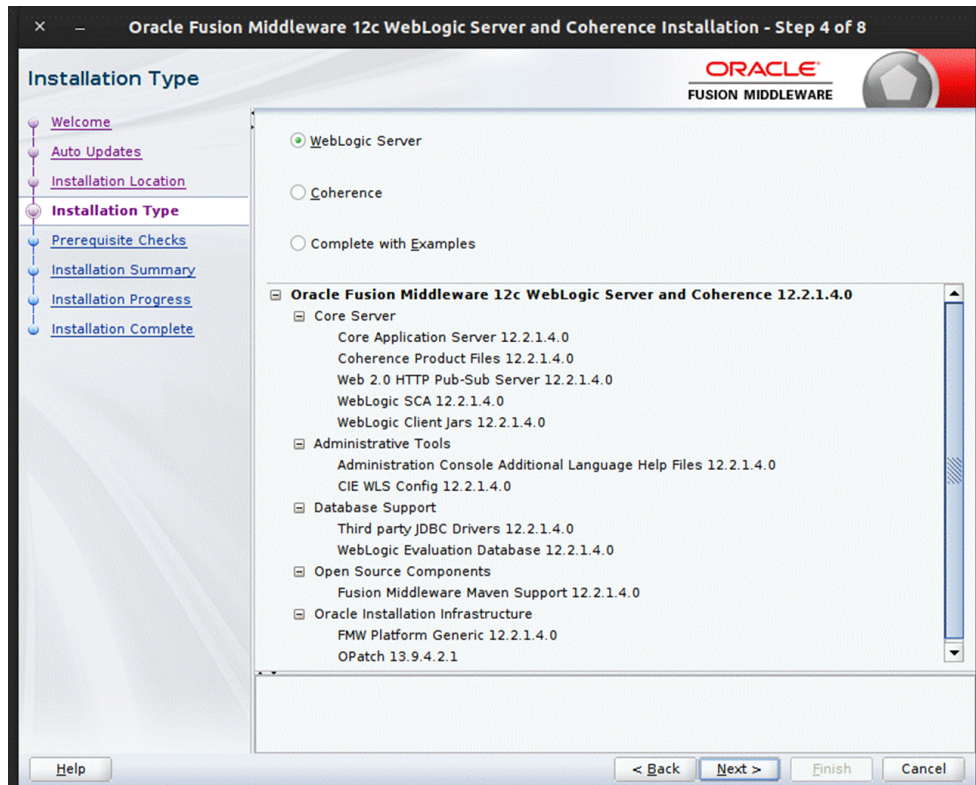 Oracle Fusion Middleware 12c WebLogic Server and Coherence Installation - Step 4 of 8
Installation Type
ORACLE
FUSION MIDDLEWARE
Welcome
Auto Updates
Installation Location
Installation Type
Prerequisite Checks
Installation Summary
Installation Progress
Installation Complete
WebLogic Server
Coherence
Complete with Examples
Oracle Fusion Middleware 12c WebLogic Server and Coherence 12.2.1.4.0
Core Server
Core Application Server 12.2.1.4.0
Coherence Product Files 12.2.1.4.0
Web 2.0 HTTP Pub-Sub Server 12.2.1.4.0
WebLogic SCA 12.2.1.4.0
WebLogic Client Jars 12.2.1.4.0
Administrative Tools
Administration Console Additional Language Help Files 12.2.1.4.0
CIE WLS Config 12.2.1.4.0
Database Support
Third party JDBC Drivers 12.2.1.4.0
WebLogic Evaluation Database 12.2.1.4.0
Open Source Components
Fusion Middleware Maven Support 12.2.1.4.0
Oracle Installation Infrastructure
FMW Platform Generic 12.2.1.4.0
OPatch 13.9.4.2.1
Help
< Back
Next >
Finish
Cancel